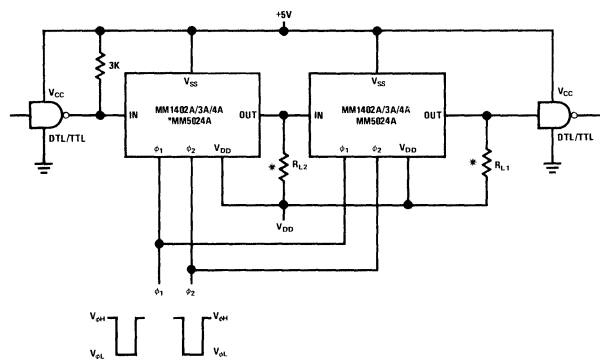 +5V
3K
VCC
VSS
VSS
VCC
MM1402A/3A/4A
*MM5024A
IN
OUT
MM1402A/3A/4A
MM5024A
IN
OUT
DTL/TTL
DTL/TTL
ϕ1
ϕ2
VDD
ϕ1
ϕ2
VDD
* RL2
* RL1
VDD
ϕ1
ϕ2
VϕH
VϕH
VϕL
VϕL